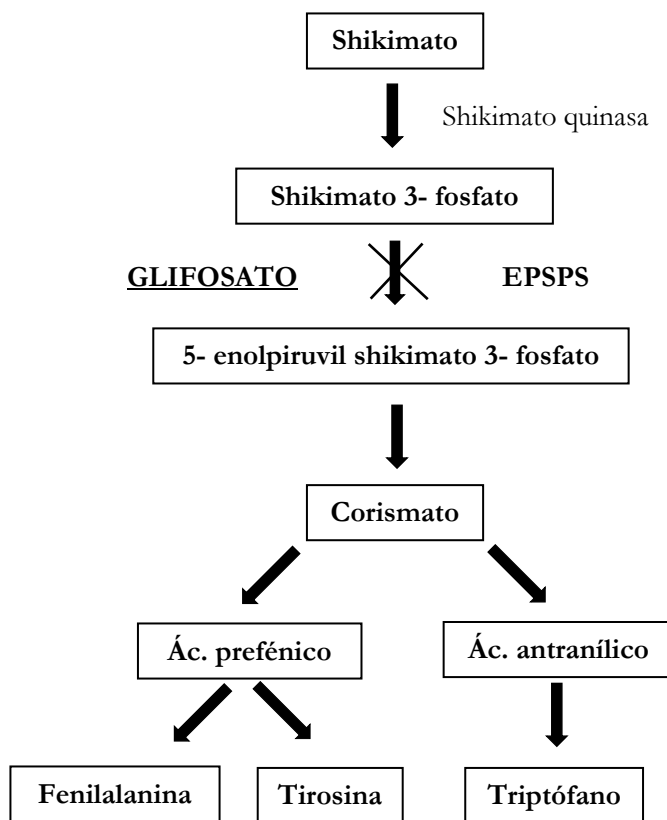 Shikimato
Shikimato quinasa
Shikimato 3- fosfato
GLIFOSATO
EPSPS
5- enolpiruvil shikimato 3- fosfato
Corismato
Ác. prefénico
Ác. antranílico
Fenilalanina
Tirosina
Triptófano